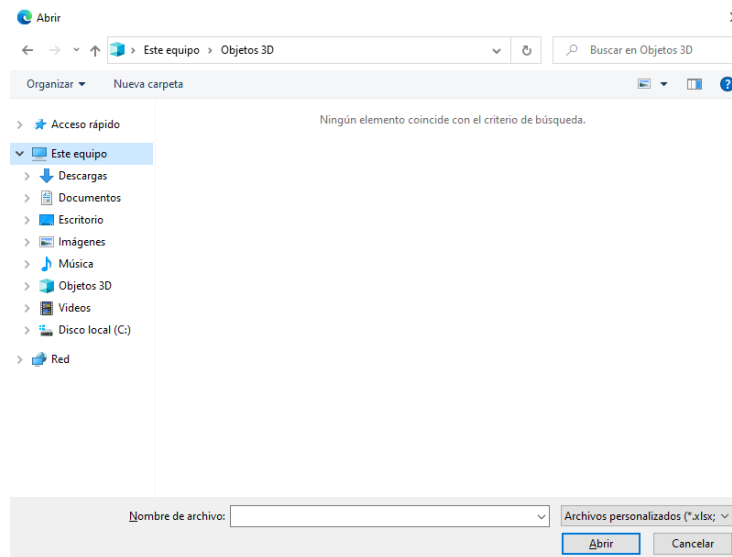 Abrir
Este equipo > Objetos 3D
Buscar en Objetos 3D
Organizar
Nueva carpeta
Acceso rápido
Ningún elemento coincide con el criterio de búsqueda.
Este equipo
Descargas
Documentos
Escritorio
Imágenes
Música
Objetos 3D
Videos
Disco local (C:)
Red
Nombre de archivo:
Archivos personalizados (*.xlsx;
Abrir
Cancelar